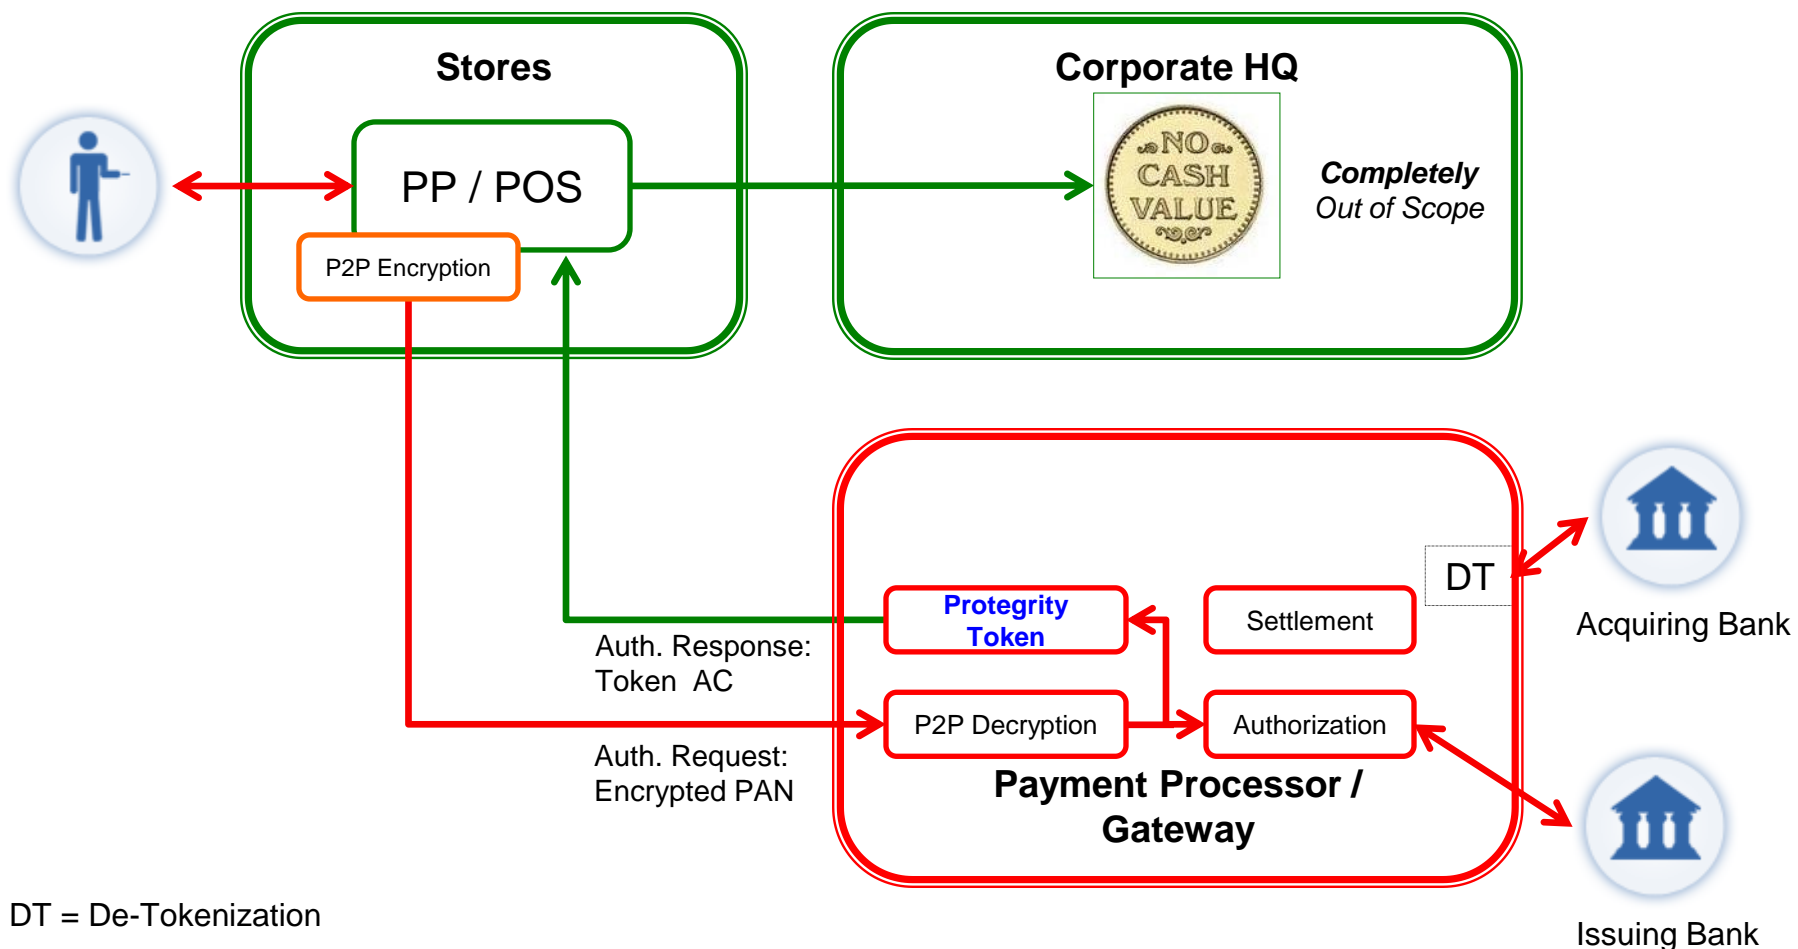 Stores
PP / POS
P2P Encryption
Corporate HQ
NO
CASH
VALUE
Completely
Out of Scope
Auth. Response:
Token AC
Auth. Request:
Encrypted PAN
Protegrity
Token
Settlement
DT
P2P Decryption
Authorization
Payment Processor /
Gateway
Acquiring Bank
Issuing Bank
DT = De-Tokenization